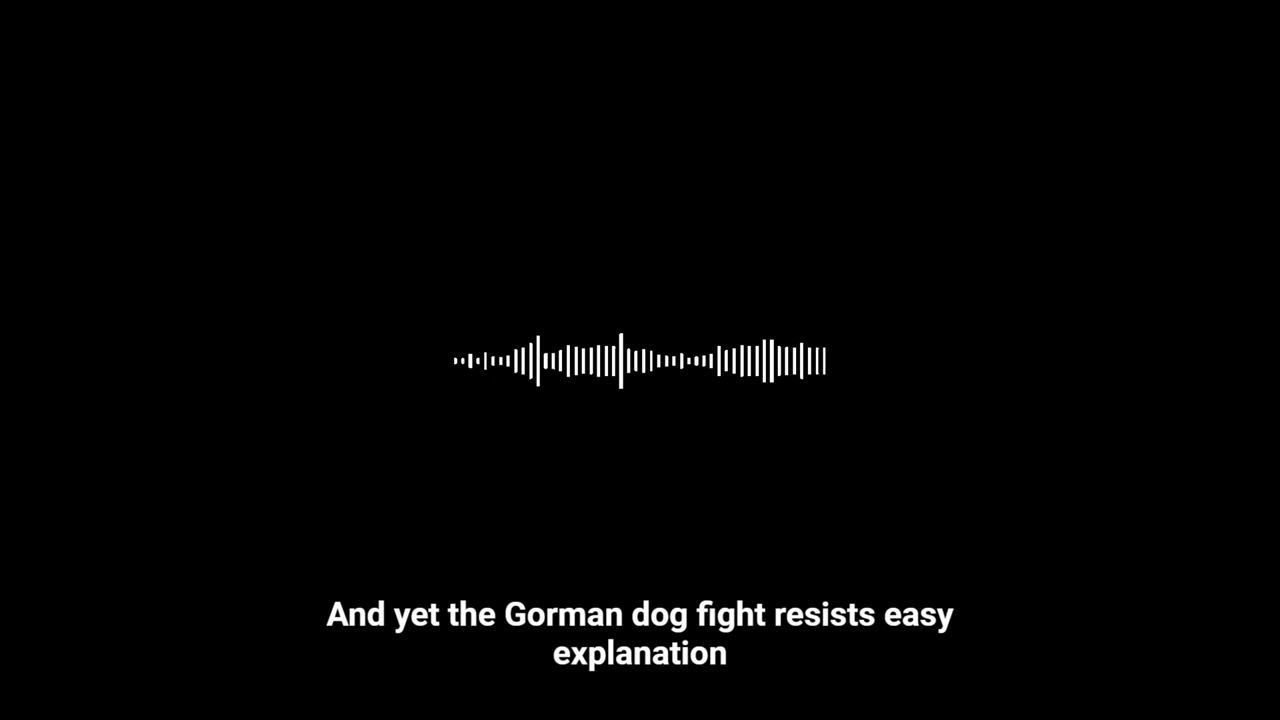 And yet the Gorman dog fight resists easy
explanation